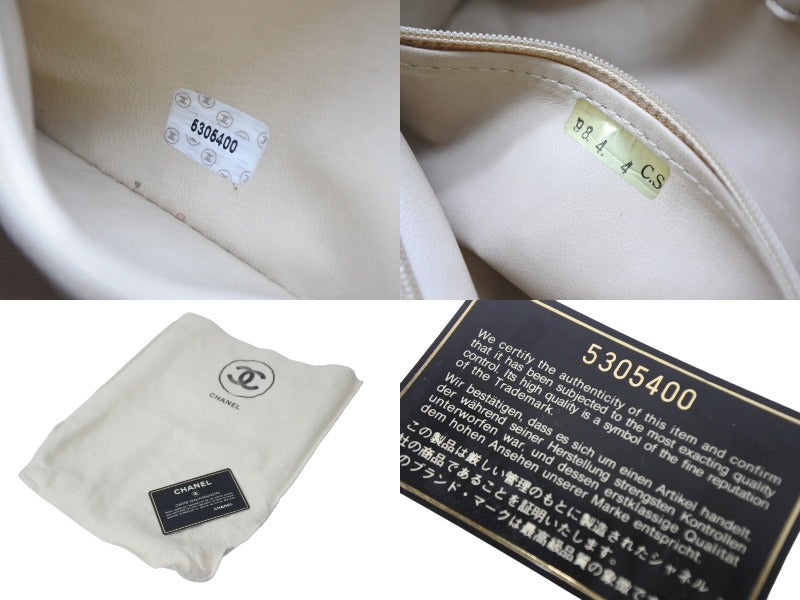 5305400
98.4.4 C.S
CHANEL
CHANEL
5305400
We certify the authenticity of this item and confirm
that it has been subjected to the most exacting quality
control. Its high quality is a symbol of the fine reputation
of the Trademark.
Wir bestätigen, dass es sich um einen Artikel handelt,
der während seiner Herstellung strengsten Kontrollen
unterworfen war, und dessen erstklassige Qualität
dem hohen Ansehen unserer Marke entspricht.
この製品は厳しい管理のもとに製造されたシャネル
社の商品であることを証明いたします。
のブランド・マークは最高級品質の象徴で